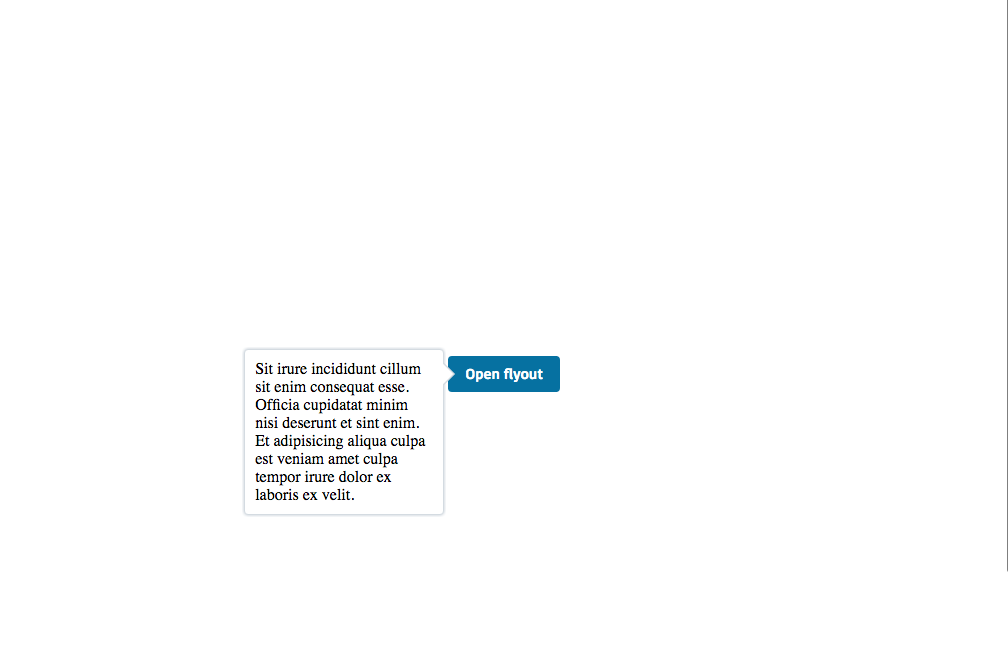 Sit irure incididunt cillum
sit enim consequat esse.
Officia cupidatat minim
nisi deserunt et sint enim.
Et adipisicing aliqua culpa
est veniam amet culpa
tempor irure dolor ex
laboris ex velit.
Open flyout